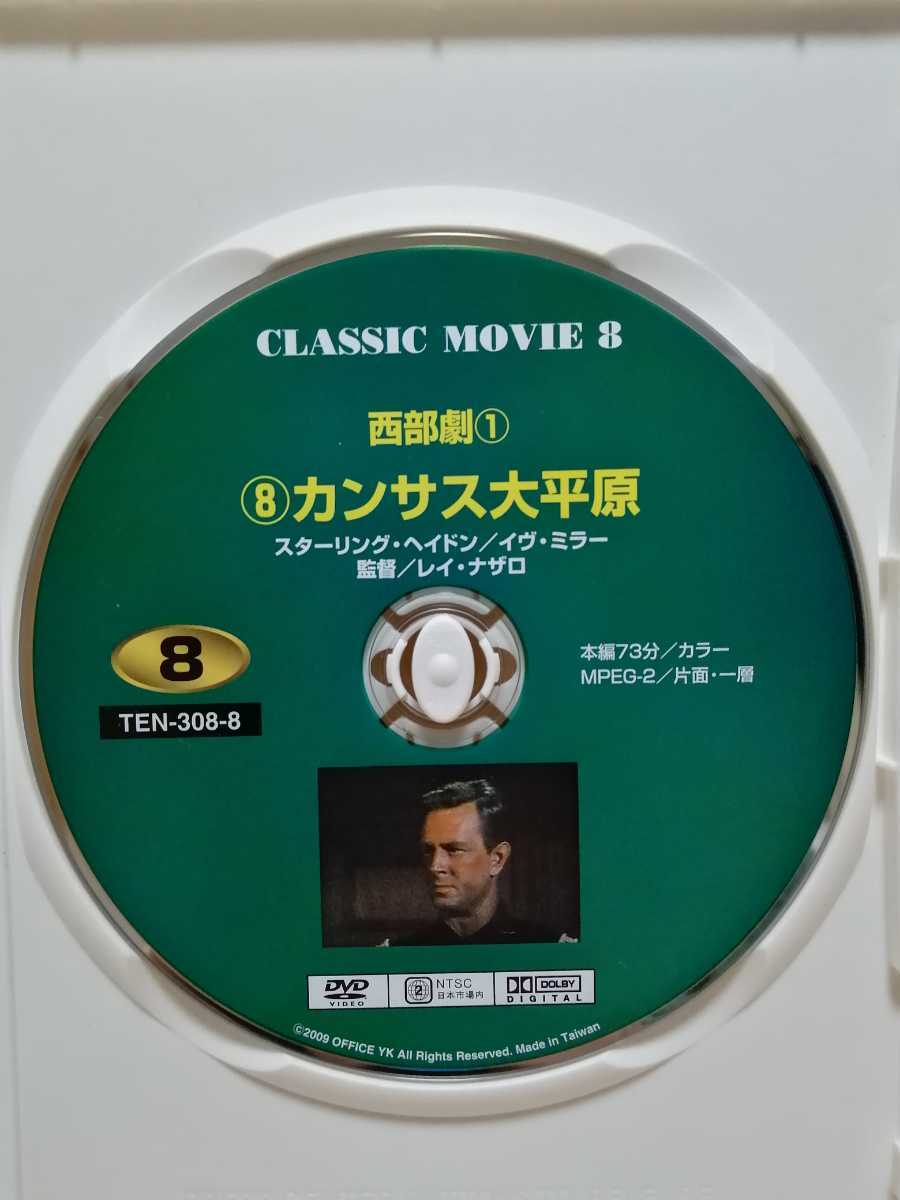 CLASSIC MOVIE 8
西部劇①
⑧カンサス大平原
スターリング・ヘイドン／イヴ・ミラー
監督／レイ・ナザロ
8
TEN-308-8
本編73分／カラー
MPEG-2／片面・一層
DVD
VIDEO
2
NTSC
日本市場内
DOLBY
DIGITAL
©2009 OFFICE YK All Rights Reserved. Made in Taiwan